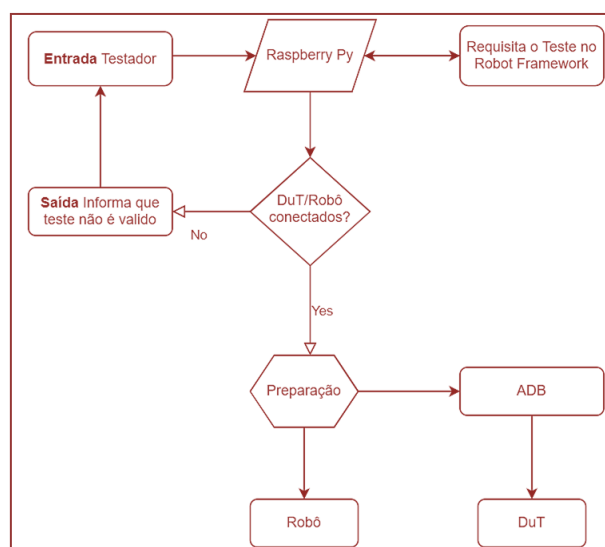 Entrada Testador
Raspberry Py
Requisita o Teste no
Robot Framework
DuT/Robô
conectados?
Saída Informa que
teste não é valido
No
Yes
Preparação
ADB
Robô
DuT